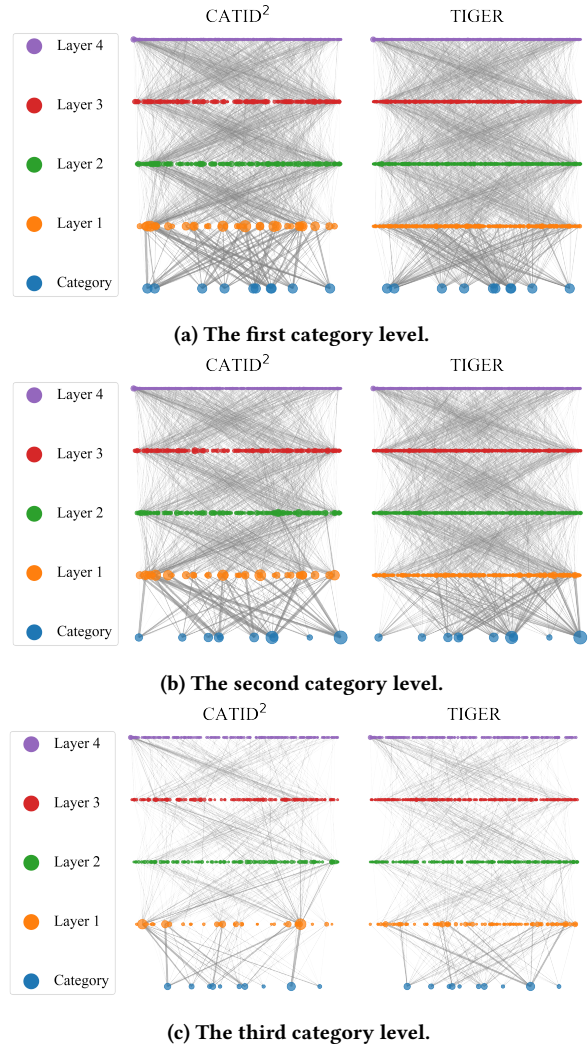 CATID² TIGER
Layer 4
Layer 3
Layer 2
Layer 1
Category
(a) The first category level.
CATID² TIGER
Layer 4
Layer 3
Layer 2
Layer 1
Category
(b) The second category level.
CATID² TIGER
Layer 4
Layer 3
Layer 2
Layer 1
Category
(c) The third category level.